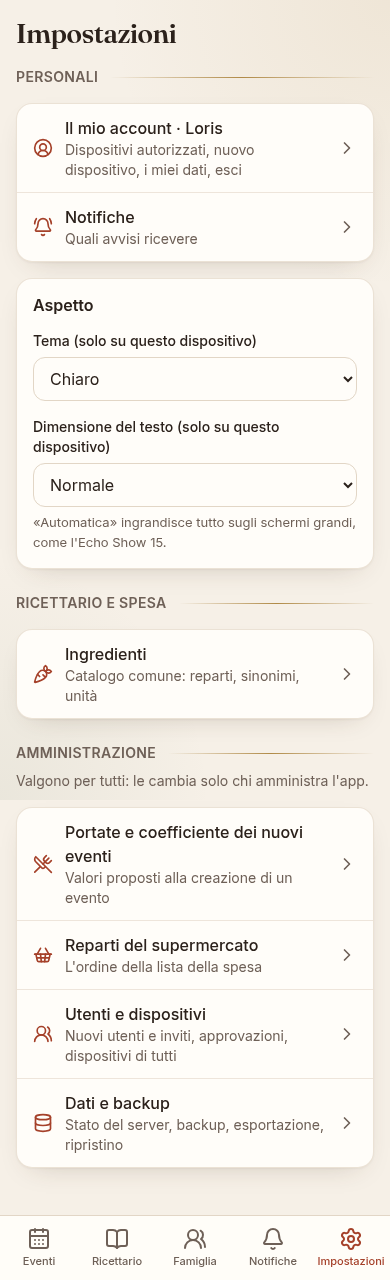 Impostazioni
PERSONALI
Il mio account · Loris
Dispositivi autorizzati, nuovo
dispositivo, i miei dati, esci
Notifiche
Quali avvisi ricevere
Aspetto
Tema (solo su questo dispositivo)
Chiaro
Dimensione del testo (solo su questo
dispositivo)
Normale
«Automatica» ingrandisce tutto sugli schermi grandi,
come l'Echo Show 15.
RICETTARIO E SPESA
Ingredienti
Catalogo comune: reparti, sinonimi,
unità
AMMINISTRAZIONE
Valgono per tutti: le cambia solo chi amministra l'app.
Portate e coefficiente dei nuovi
eventi
Valori proposti alla creazione di un
evento
Reparti del supermercato
L'ordine della lista della spesa
Utenti e dispositivi
Nuovi utenti e inviti, approvazioni,
dispositivi di tutti
Dati e backup
Stato del server, backup, esportazione,
ripristino
Eventi
Ricettario
Famiglia
Notifiche
Impostazioni